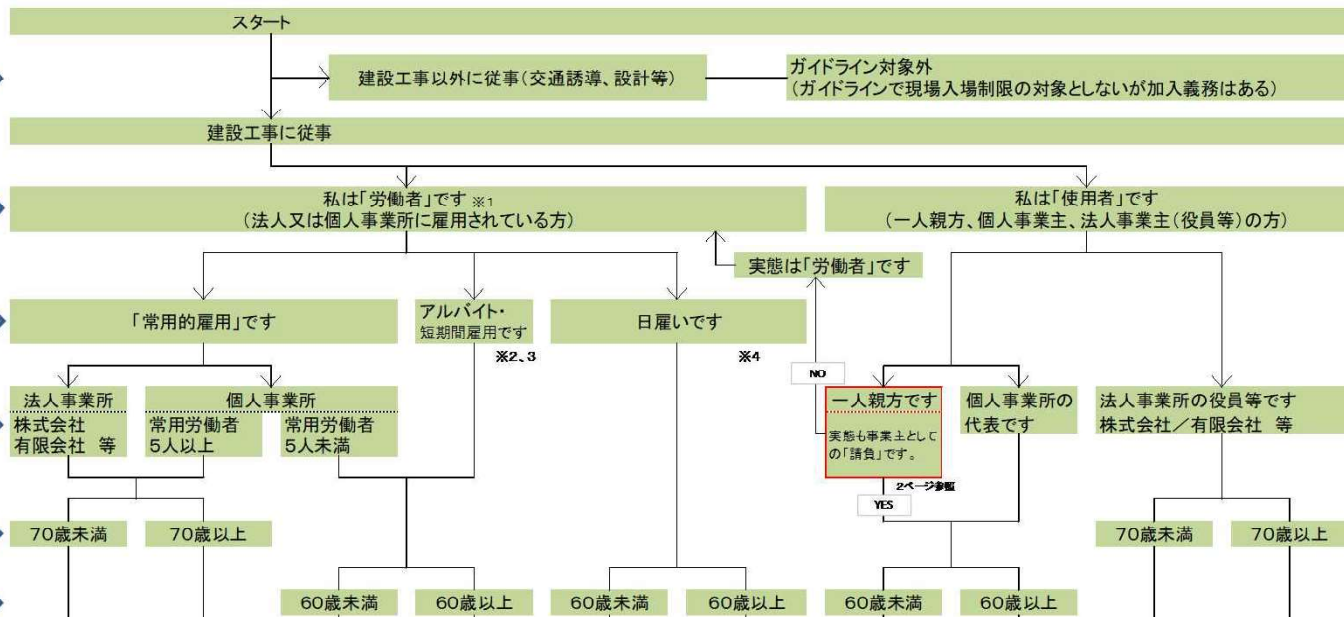 スタート
建設工事以外に従事(交通誘導、設計等)
ガイドライン対象外
(ガイドラインで現場入場制限の対象としないが加入義務はある)
建設工事に従事
私は「労働者」です ※1
(法人又は個人事業所に雇用されている方)
私は「使用者」です
(一人親方、個人事業主、法人事業主(役員等)の方)
実態は「労働者」です
「常用的雇用」です
アルバイト・
短期間雇用です
※2、3
日雇いです
※4
NO
法人事業所
株式会社
有限会社 等
個人事業所
常用労働者
5人以上
常用労働者
5人未満
一人親方です
実態も事業主として
の「請負」です。
2ページ参照
YES
個人事業所の
代表です
法人事業所の役員等です
株式会社/有限会社 等
70歳未満
70歳以上
70歳未満
70歳以上
60歳未満
60歳以上
60歳未満
60歳以上
60歳未満
60歳以上